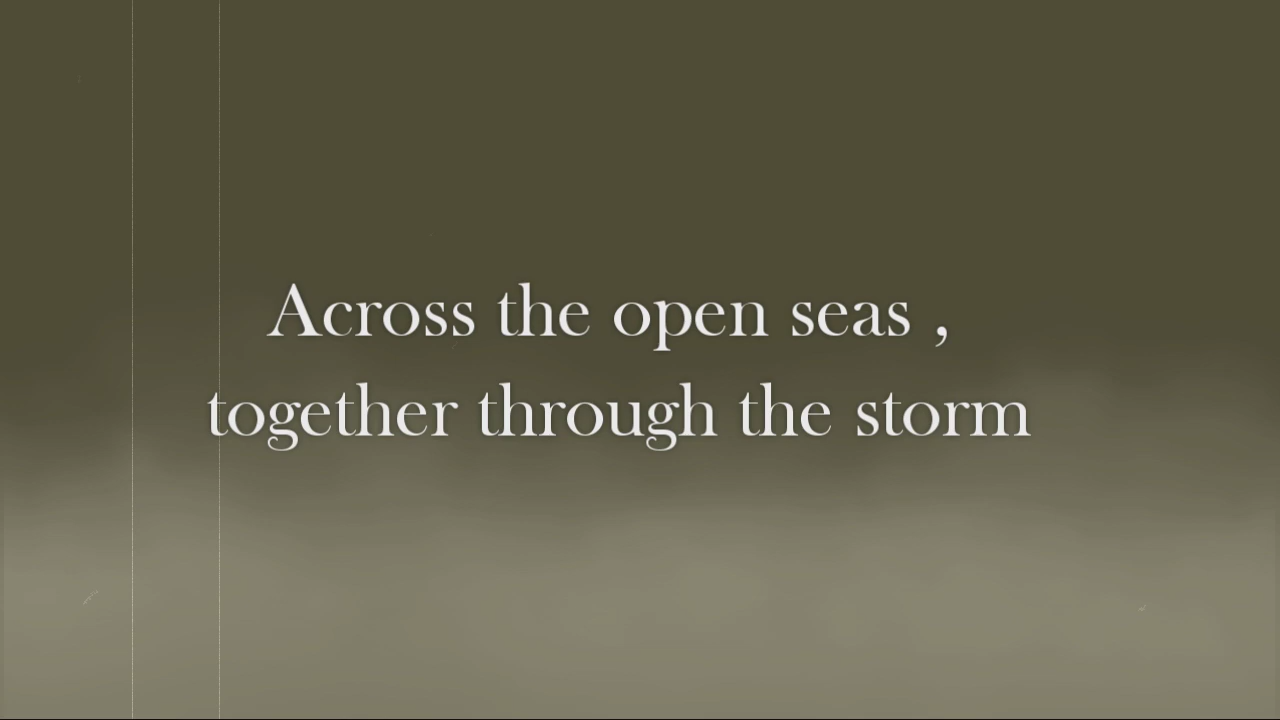 Across the open seas ,
together through the storm